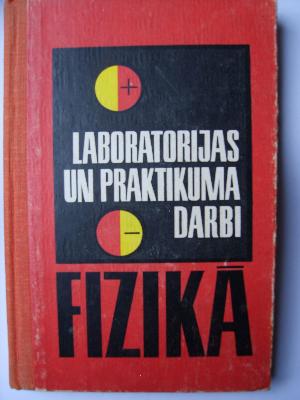 +
LABORATORIJAS
UN PRAKTIKUMA
DARBI
−
FIZIKĀ